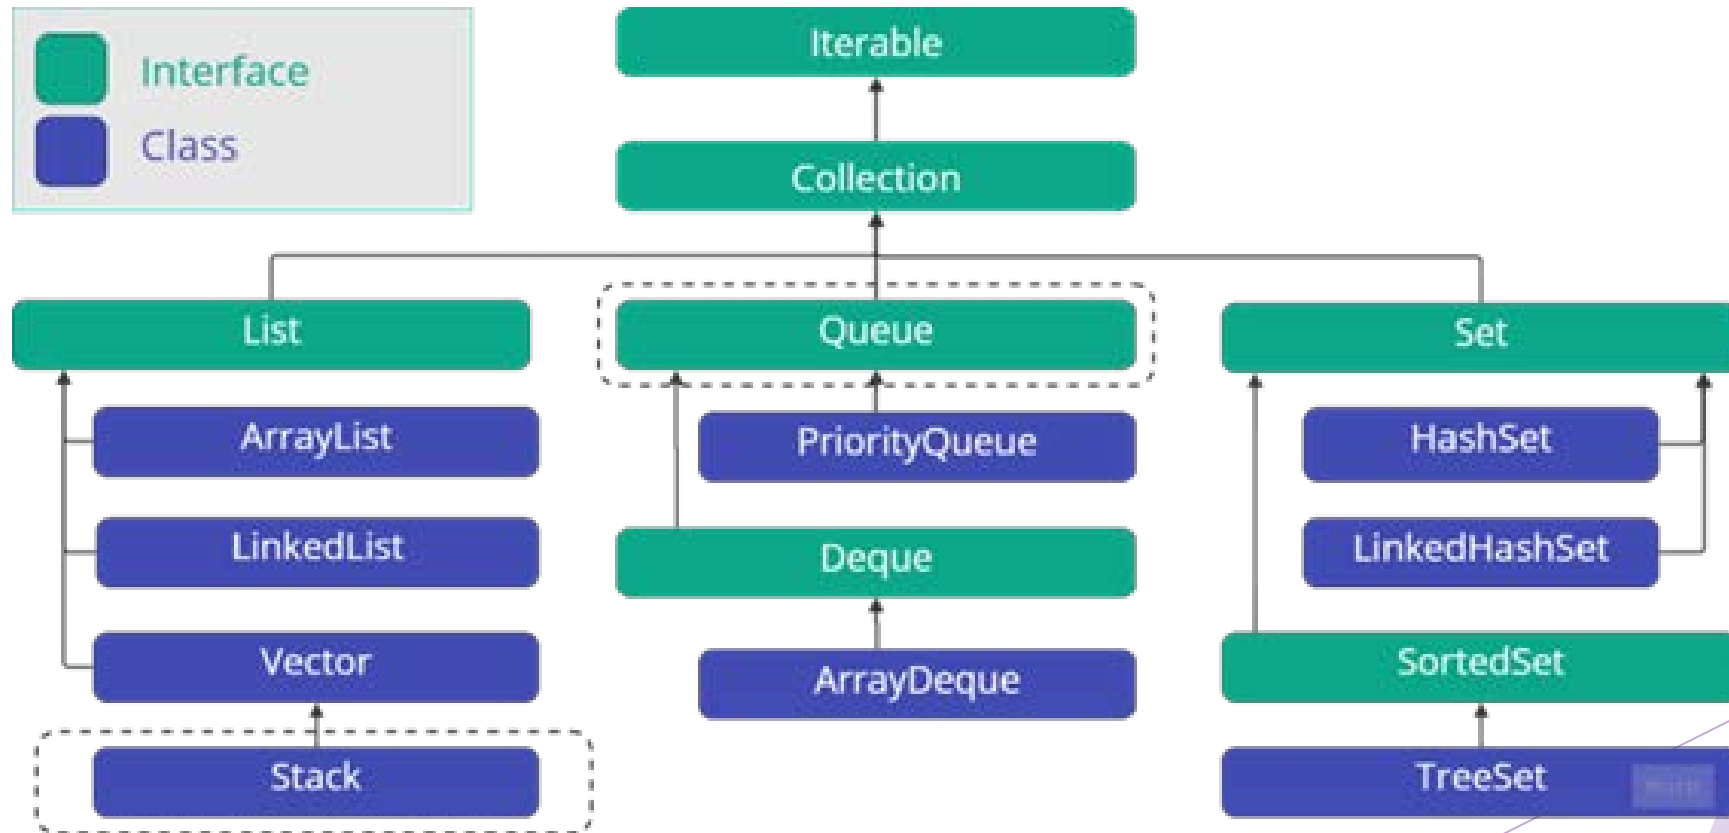 Interface
Class
Iterable
Collection
List
Queue
Set
ArrayList
PriorityQueue
HashSet
LinkedList
Deque
LinkedHashSet
Vector
ArrayDeque
SortedSet
Stack
TreeSet